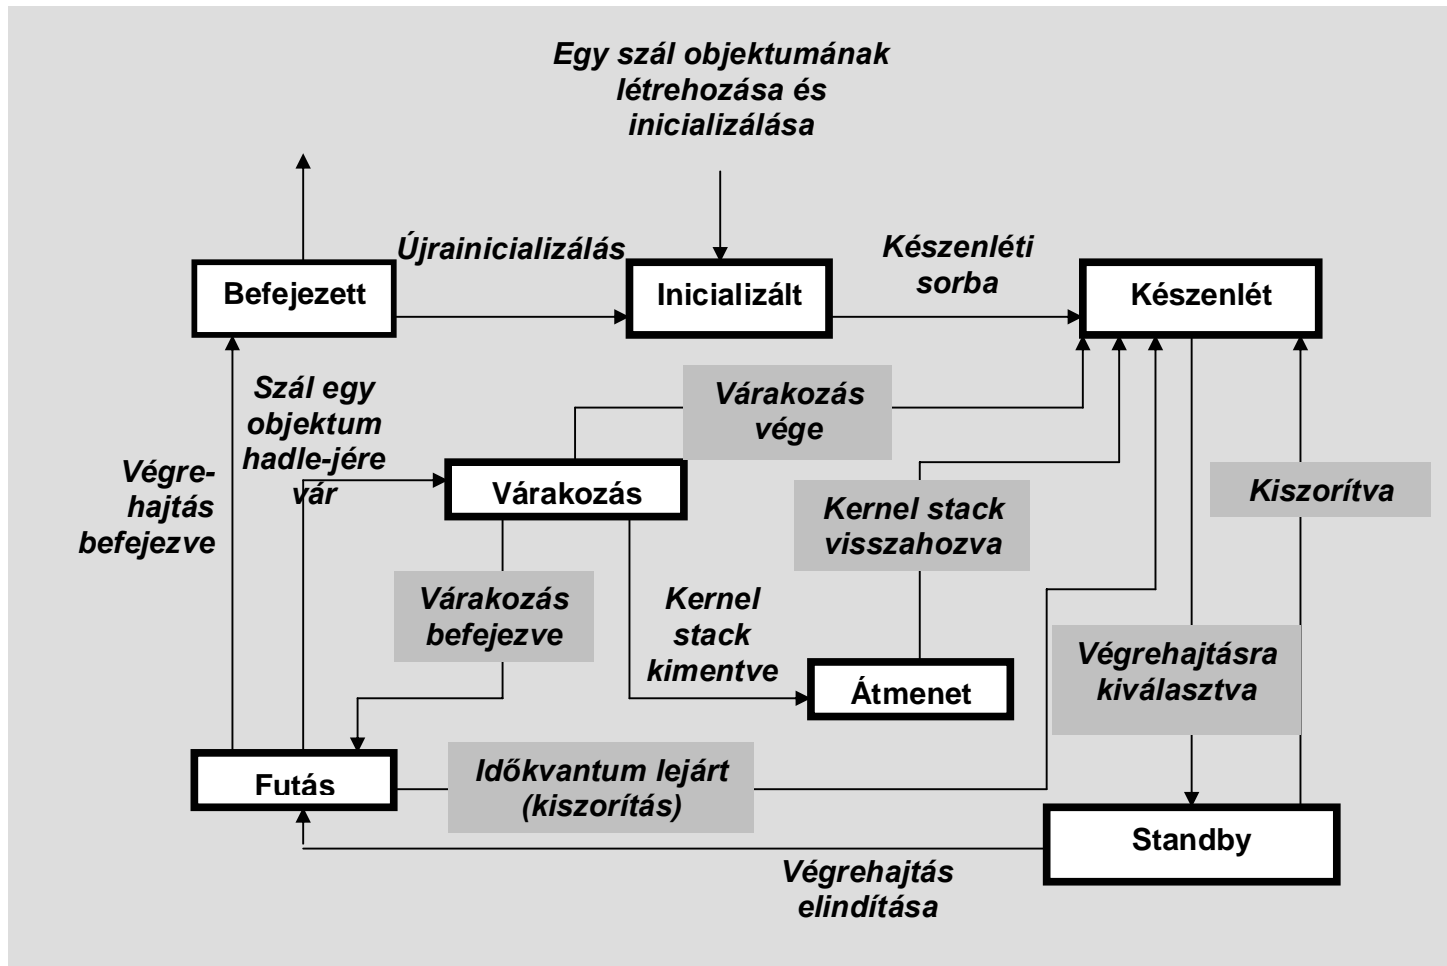 Egy szál objektumának
létrehozása és
inicializálása
Újrainicializálás
Készenléti
sorba
Befejezett
Inicializált
Készenlét
Szál egy
objektum
hadle-jére
vár
Várakozás
vége
Végre-
hajtás
befejezve
Várakozás
Kernel stack
visszahozva
Kiszorítva
Várakozás
befejezve
Kernel
stack
kimentve
Végrehajtásra
kiválasztva
Átmenet
Futás
Időkvantum lejárt
(kiszorítás)
Standby
Végrehajtás
elindítása